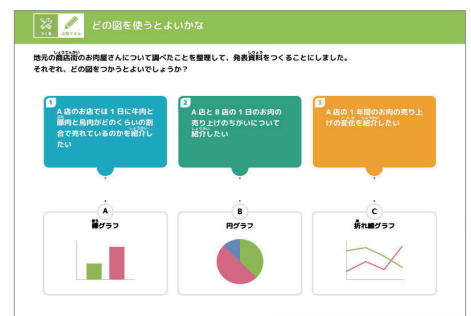 つくる
どの図を使うとよいかな
地元の商店街のお肉屋さんについて調べたことを整理して、発表資料をつくることにしました。
それぞれ、どの図をつかうとよいでしょうか？
1
A店のお店では1日に牛肉と
豚肉と鳥肉がどのくらいの割
合で売れているのかを紹介し
たい
2
A店とB店の1日のお肉の
売り上げのちがいについて
紹介したい
3
A店の1年間のお肉の売り上
げの変化を紹介したい
A
棒グラフ
B
円グラフ
C
折れ線グラフ